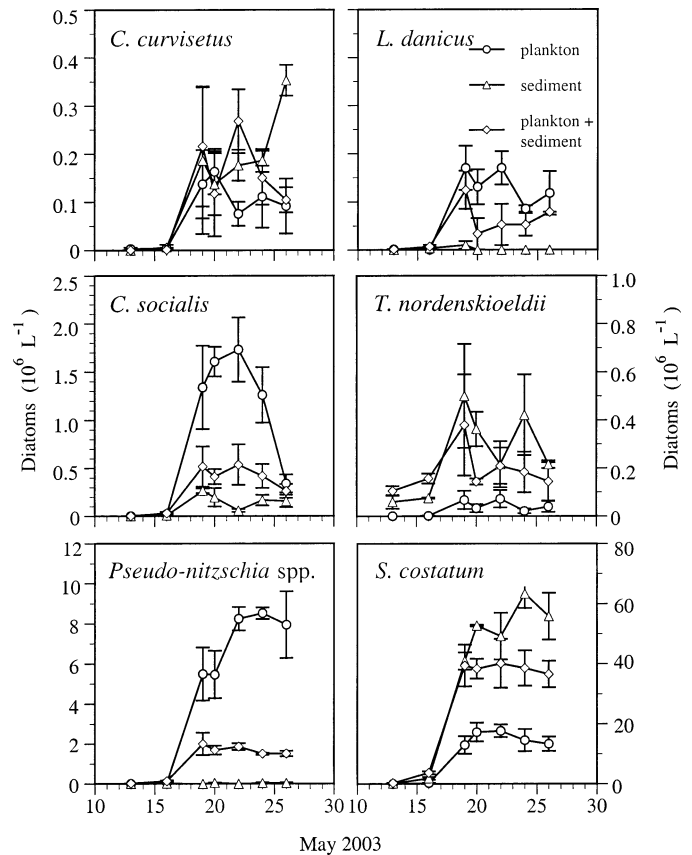 C. curvisetus
0.5
0.4
0.3
0.2
0.1
0
L. danicus
plankton
sediment
plankton +
sediment
C. socialis
2.5
2.0
1.5
1.0
0.5
0
Diatoms (10⁶ L⁻¹)
T. nordenskioeldii
1.0
0.8
0.6
0.4
0.2
0
Diatoms (10⁶ L⁻¹)
Pseudo-nitzschia spp.
12
10
8
6
4
2
0
10 15 20 25 30
S. costatum
80
60
40
20
0
10 15 20 25 30
May 2003